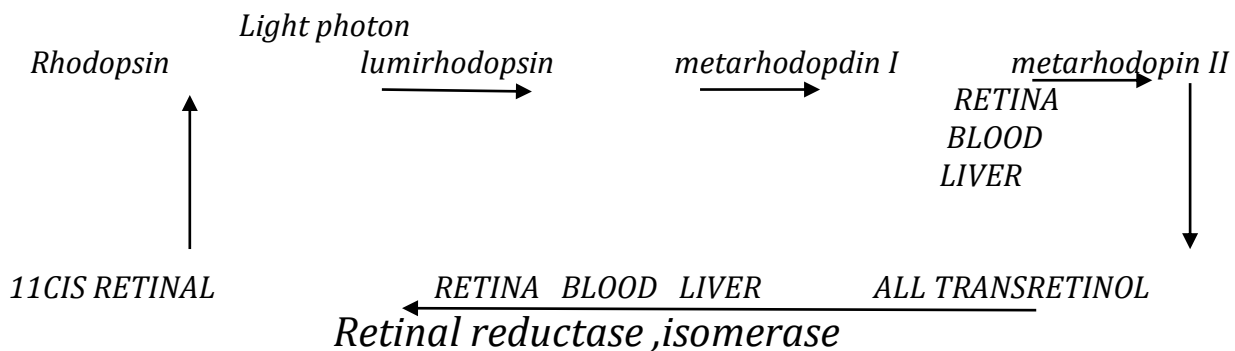 Light photon
Rhodopsin lumirhodopsin metarhodopdin I metarhodopin II
RETINA
BLOOD
LIVER
11CIS RETINAL RETINA BLOOD LIVER ALL TRANSRETINOL
Retinal reductase ,isomerase